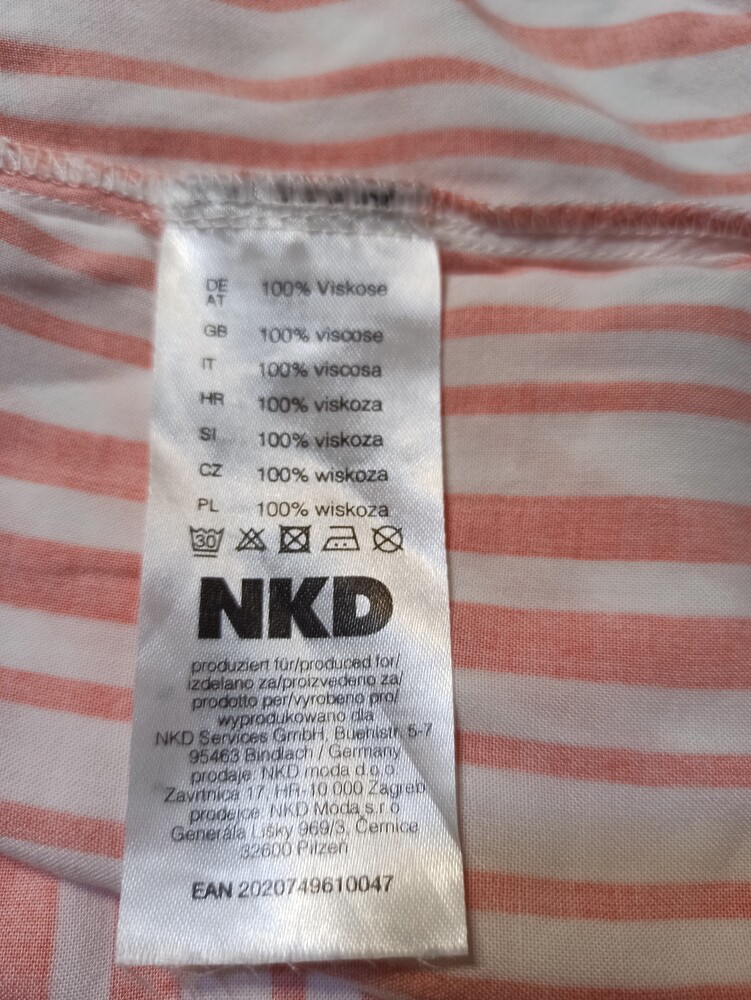 DE AT 100% Viskose
GB 100% viscose
IT 100% viscosa
HR 100% viskoza
SI 100% viskoza
CZ 100% wiskoza
PL 100% wiskoza
30
NKD
produziert für/produced for/
izdelano za/proizvedeno za/
prodotto per/vyrobeno pro/
wyprodukowano dla
NKD Services GmbH, Buehlstr. 5-7
95463 Bindlach / Germany
prodaje: NKD moda d.o.o
Zavrtnica 17, HR-10 000 Zagreb
prodejce: NKD Moda s.r.o
Generála Lišky 969/3, Černice
32600 Pilzen
EAN 2020749610047